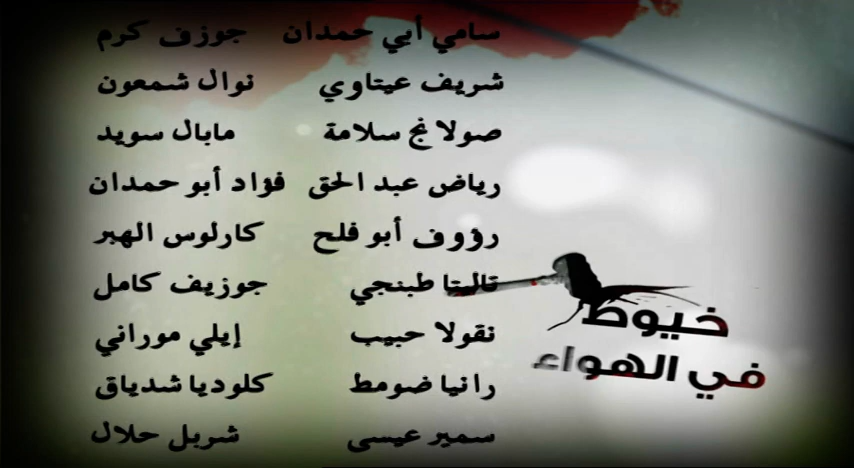 سامي أبي حمدان جوزف كرم
شريف عيتاوي نوال شمعون
صولانج سلامة مابال سويد
رياض عبد الحق فؤاد أبو حمدان
رؤوف أبو فلح كارلوس الهبر
تاليتا طبنجي جوزيف كامل
نقولا حبيب إيلي موراني
رانيا ضومط كلوديا شدياق
سمير عيسى شربل حلال
خيوط
في الهواء